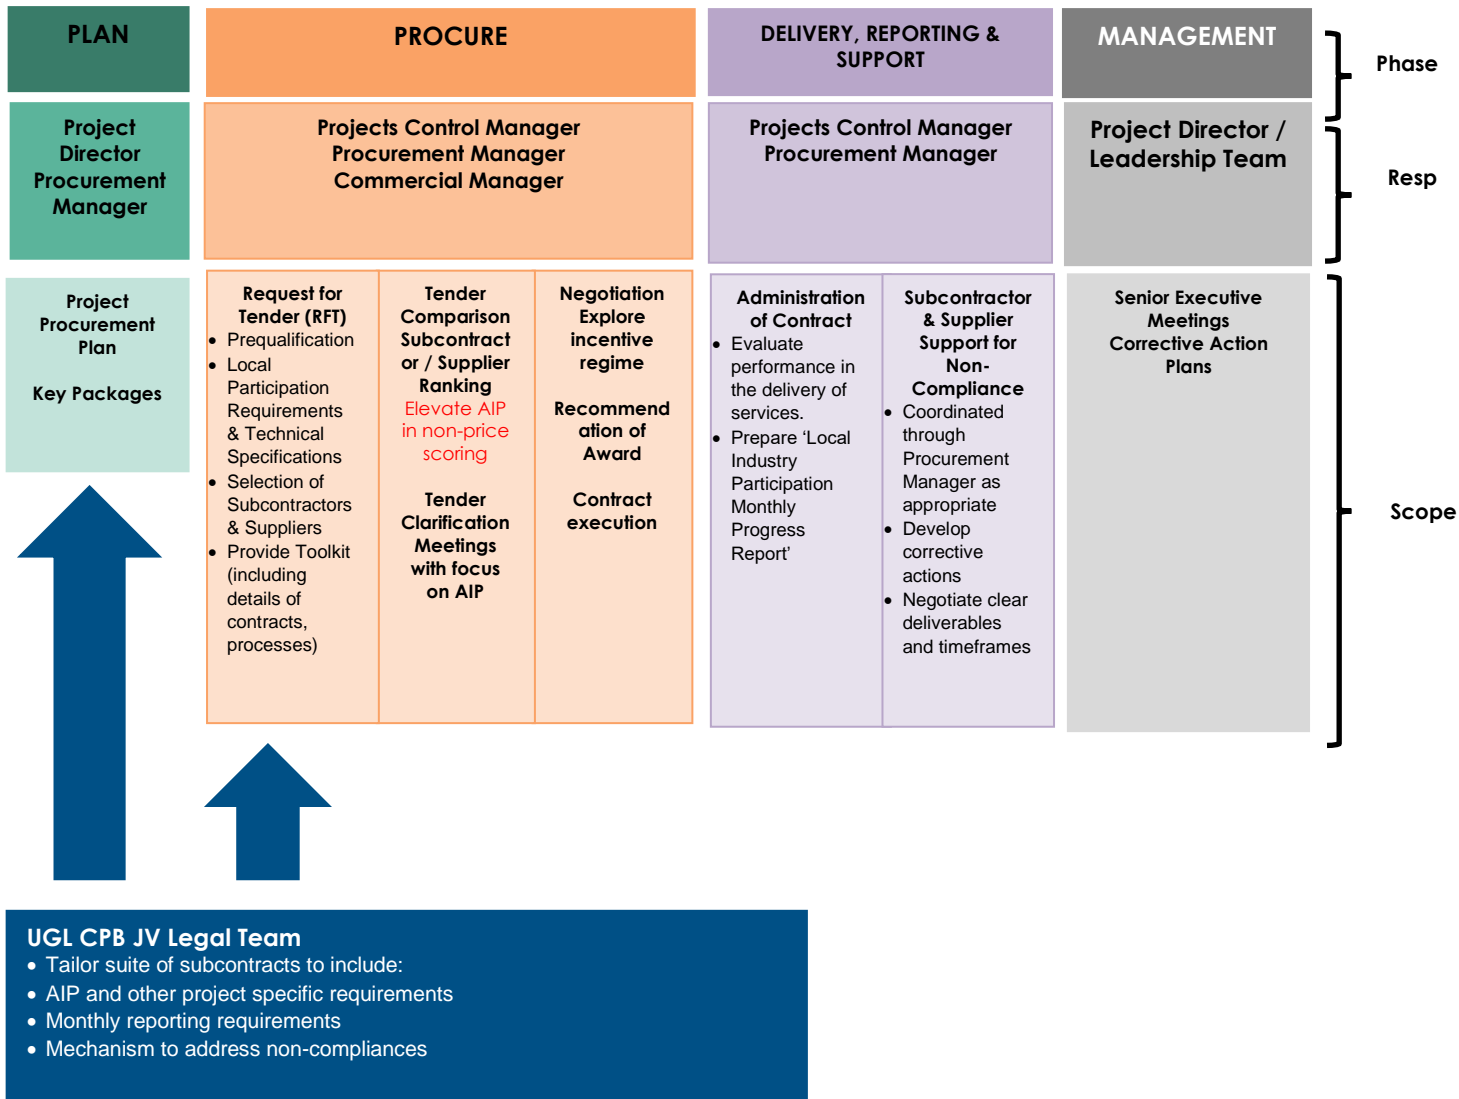 PLAN
PROCURE
DELIVERY, REPORTING &
SUPPORT
MANAGEMENT
Phase
Project
Director
Procurement
Manager
Projects Control Manager
Procurement Manager
Commercial Manager
Projects Control Manager
Procurement Manager
Project Director /
Leadership Team
Resp
Project
Procurement
Plan
Key Packages
Request for
Tender (RFT)
• Prequalification
• Local
Participation
Requirements
& Technical
Specifications
• Selection of
Subcontractors
& Suppliers
• Provide Toolkit
(including
details of
contracts,
processes)
Tender
Comparison
Subcontract
or / Supplier
Ranking
Elevate AIP
in non-price
scoring
Tender
Clarification
Meetings
with focus
on AIP
Negotiation
Explore
incentive
regime
Recommend
ation of
Award
Contract
execution
Administration
of Contract
• Evaluate
performance in
the delivery of
services.
• Prepare ‘Local
Industry
Participation
Monthly
Progress
Report’
Subcontractor
& Supplier
Support for
Non-
Compliance
• Coordinated
through
Procurement
Manager as
appropriate
• Develop
corrective
actions
• Negotiate clear
deliverables
and timeframes
Senior Executive
Meetings
Corrective Action
Plans
Scope
UGL CPB JV Legal Team
• Tailor suite of subcontracts to include:
• AIP and other project specific requirements
• Monthly reporting requirements
• Mechanism to address non-compliances